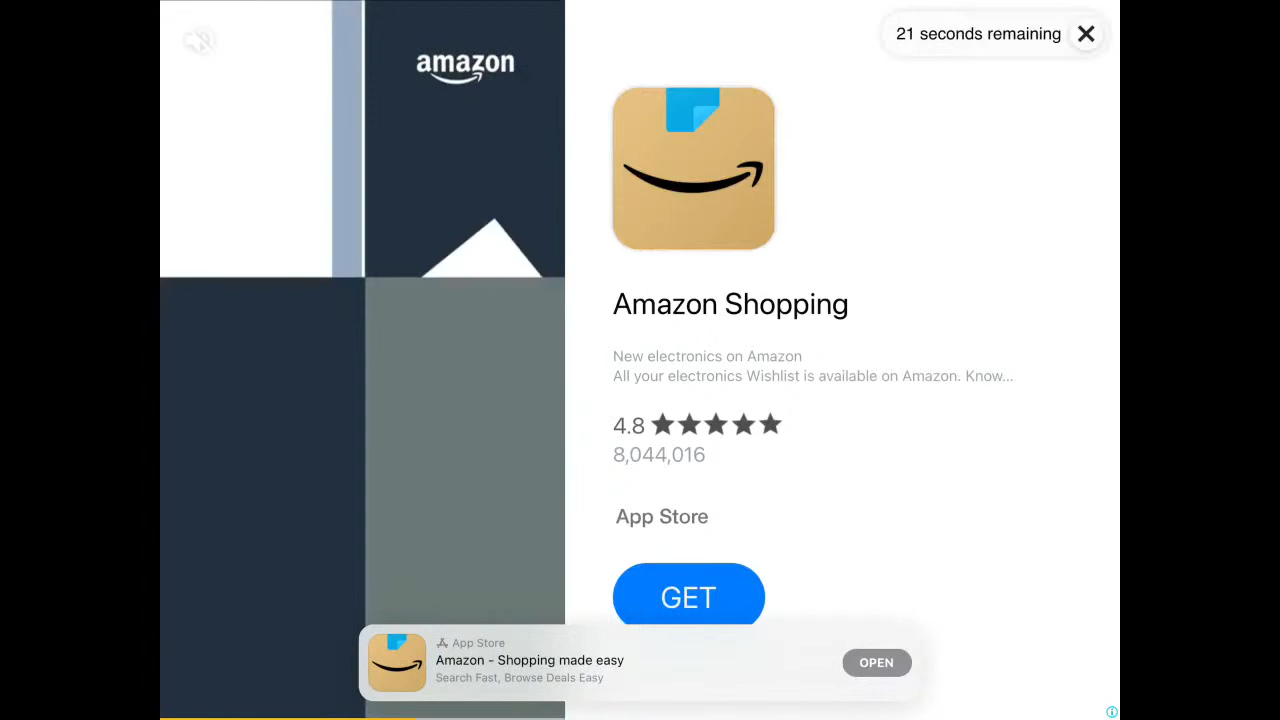 amazon
21 seconds remaining
Amazon Shopping
New electronics on Amazon
All your electronics Wishlist is available on Amazon. Know...
4.8
8,044,016
App Store
GET
App Store
Amazon - Shopping made easy
Search Fast, Browse Deals Easy
OPEN